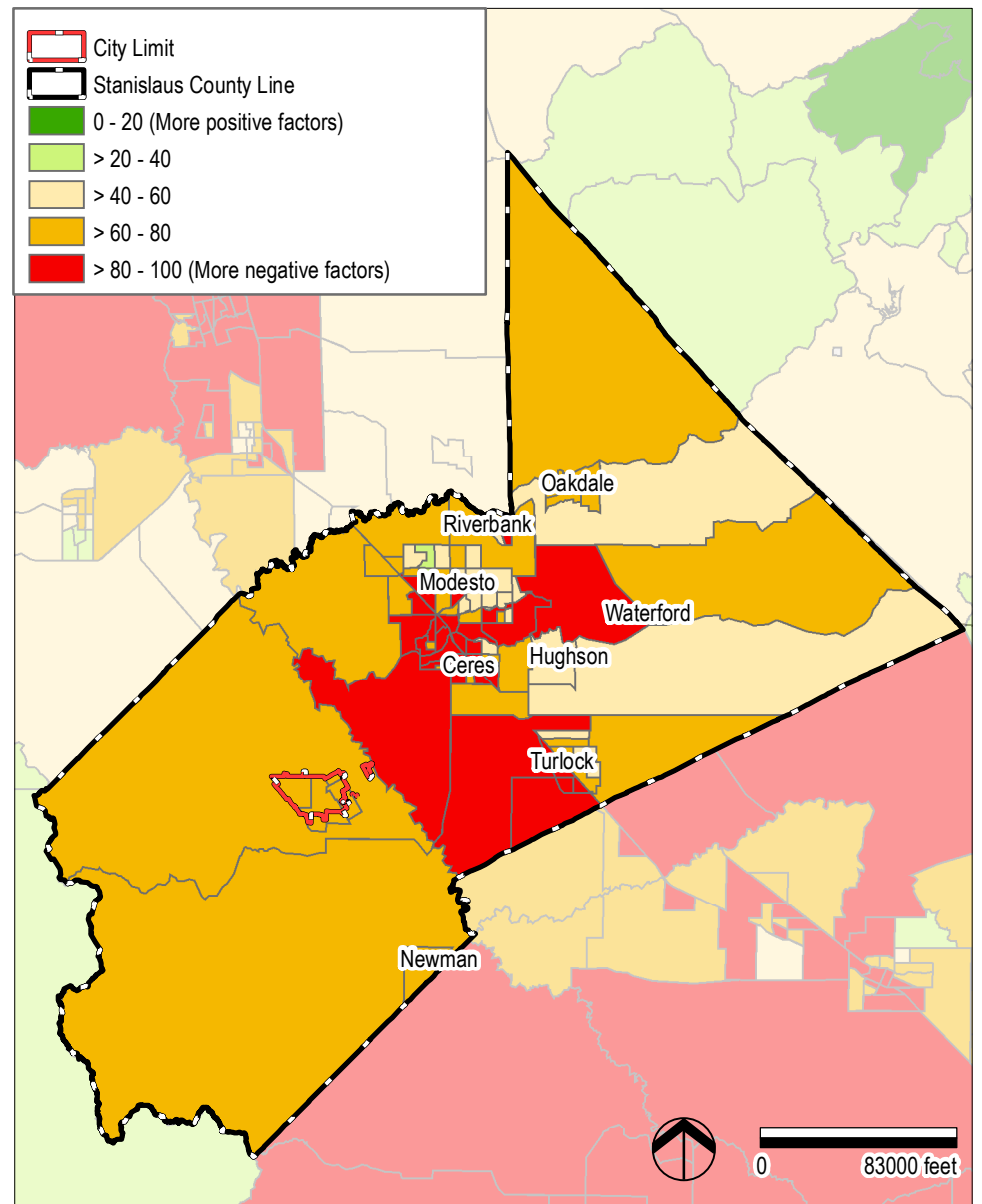 City Limit
Stanislaus County Line
0 - 20 (More positive factors)
> 20 - 40
> 40 - 60
> 60 - 80
> 80 - 100 (More negative factors)
Oakdale
Riverbank
Modesto
Waterford
Hughson
Ceres
Turlock
Newman
0
83000 feet